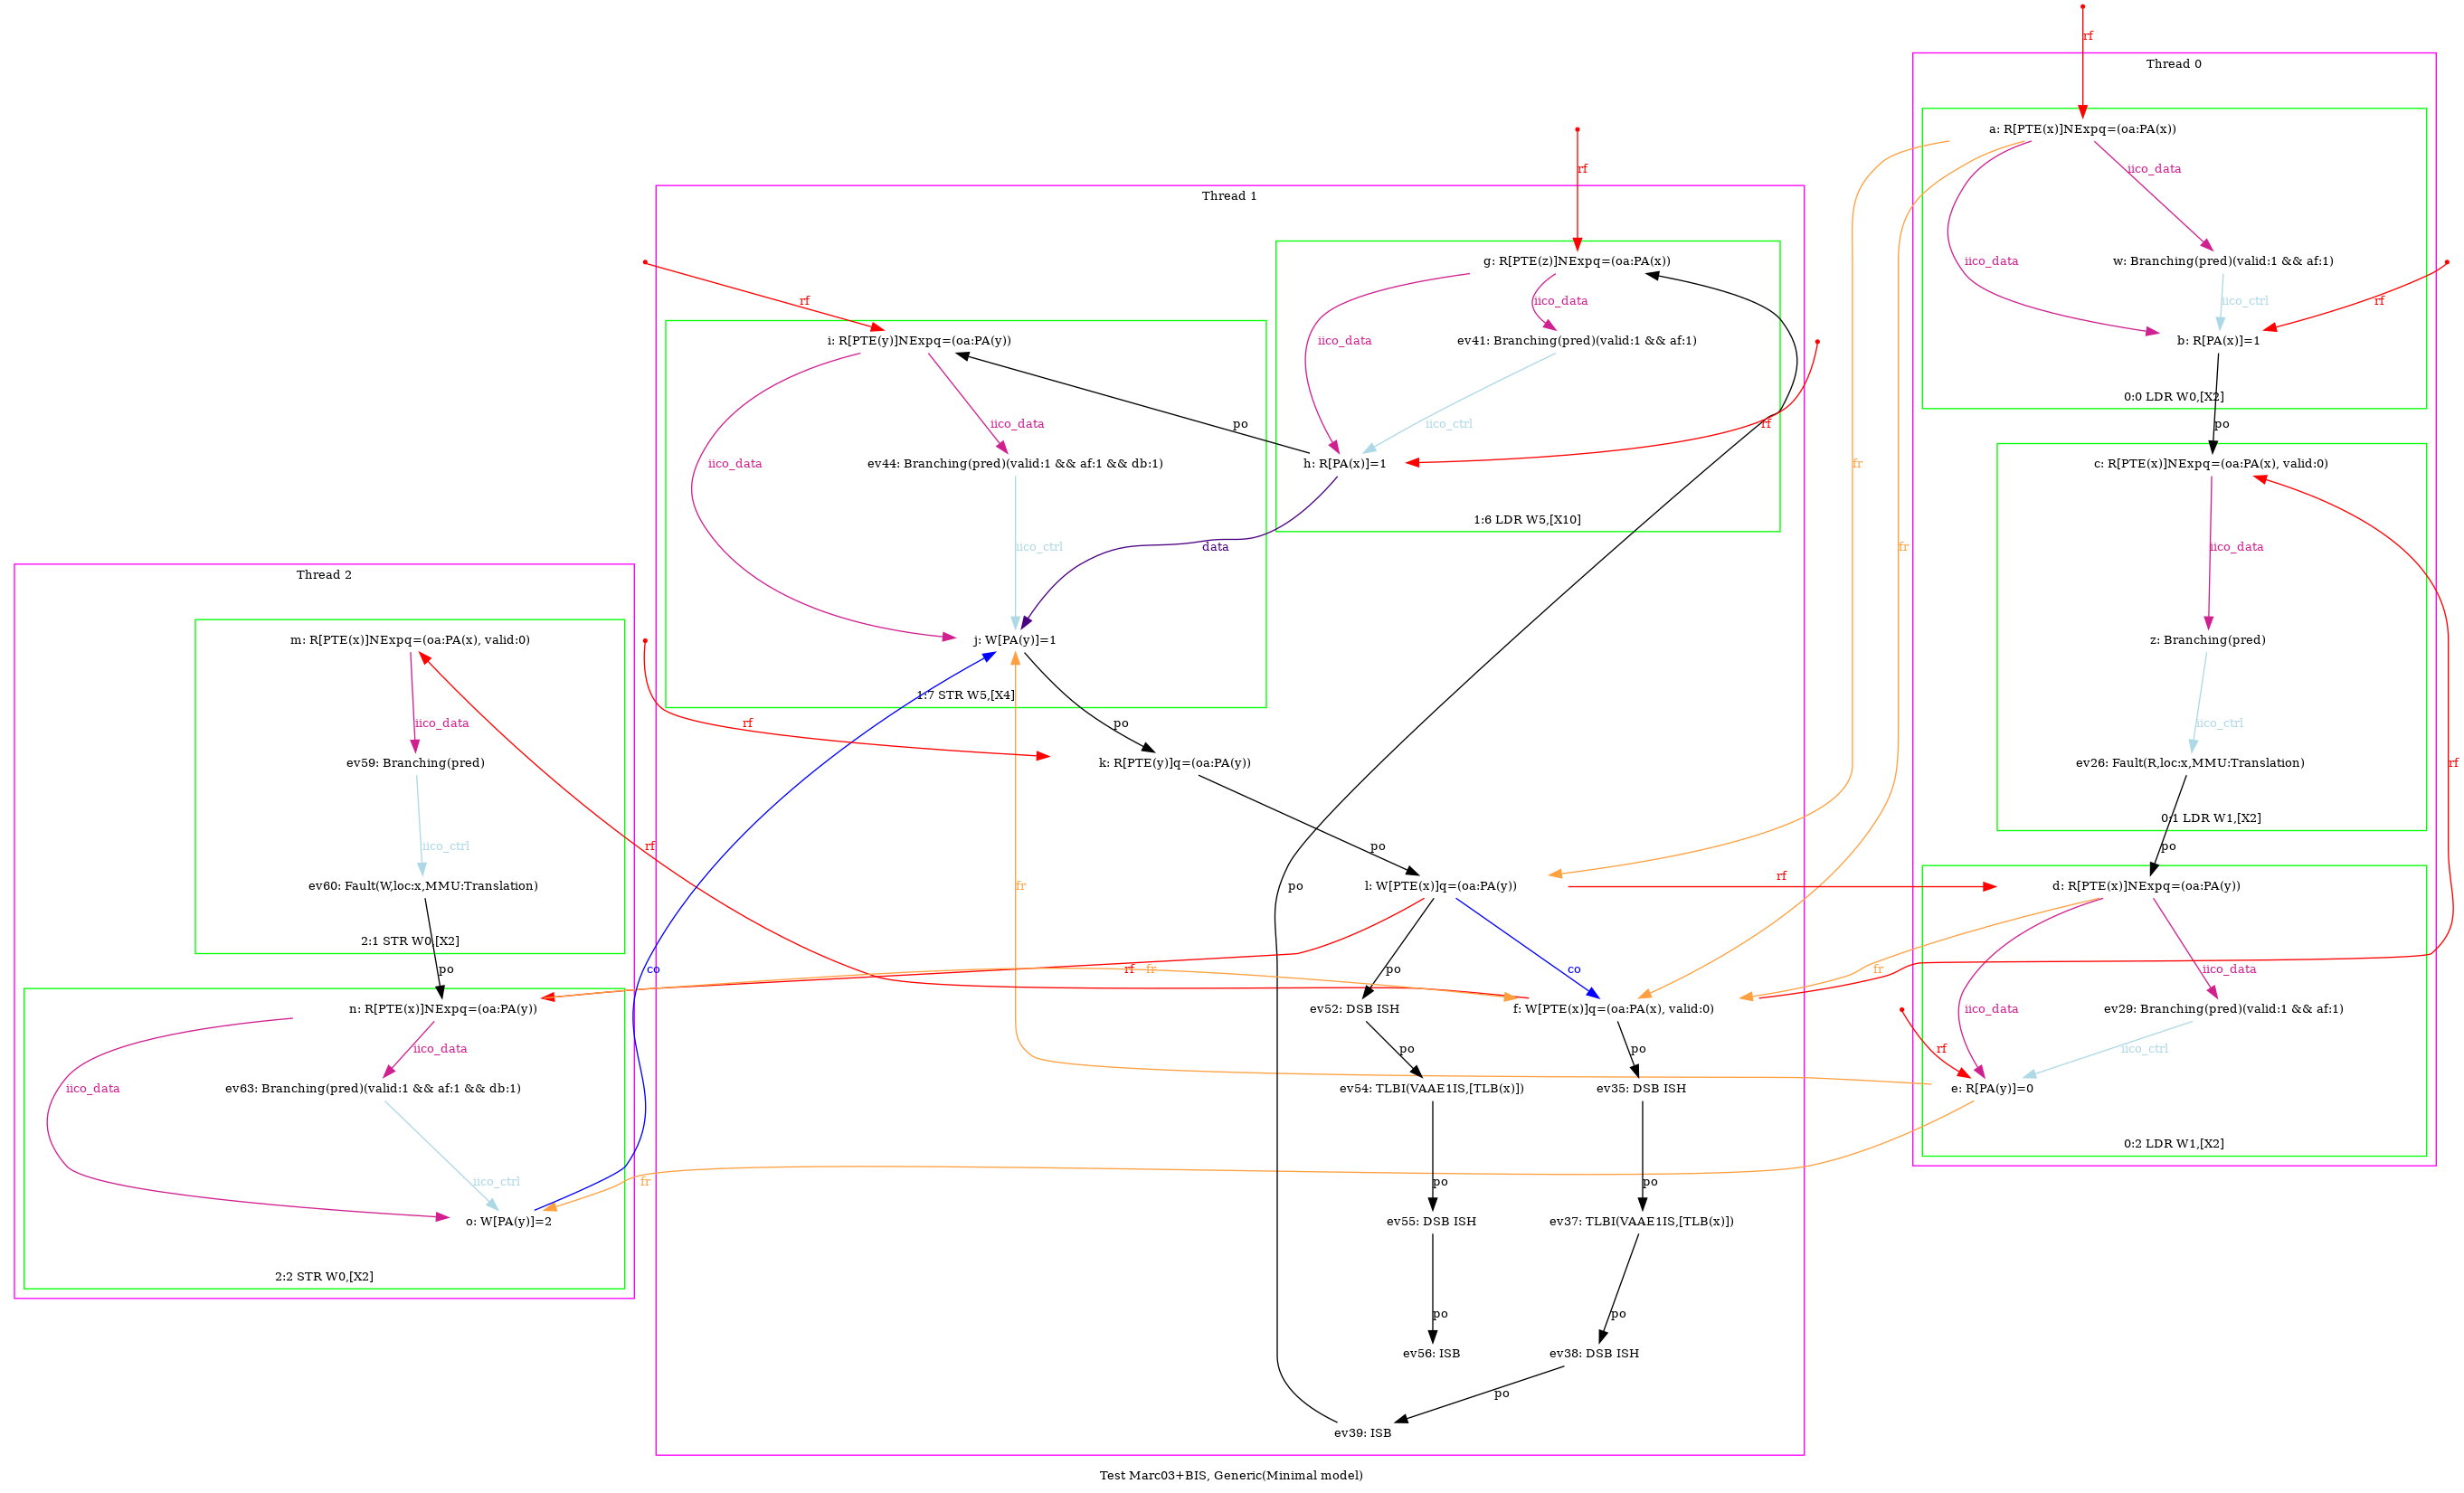 rf
Thread 0
a: R[PTE(x)]NExpq=(oa:PA(x))
rf
iico_data
Thread 1
g: R[PTE(z)]NExpq=(oa:PA(x))
iico_data
w: Branching(pred)(valid:1 && af:1)
rf
iico_data
iico_ctrl
rf
i: R[PTE(y)]NExpq=(oa:PA(y))
iico_data
ev41: Branching(pred)(valid:1 && af:1)
b: R[PA(x)]=1
0:0 LDR W0,[X2]
iico_data
po
iico_ctrl
rf
po
iico_data
ev44: Branching(pred)(valid:1 && af:1 && db:1)
h: R[PA(x)]=1
fr
c: R[PTE(x)]NExpq=(oa:PA(x), valid:0)
1:6 LDR W5,[X10]
iico_ctrl
data
fr
iico_data
Thread 2
m: R[PTE(x)]NExpq=(oa:PA(x), valid:0)
j: W[PA(y)]=1
z: Branching(pred)
1:7 STR W5,[X4]
iico_data
rf
po
iico_ctrl
ev59: Branching(pred)
k: R[PTE(y)]q=(oa:PA(y))
ev26: Fault(R,loc:x,MMU:Translation)
rf
0:1 LDR W1,[X2]
iico_ctrl
rf
po
po
ev60: Fault(W,loc:x,MMU:Translation)
fr
po
l: W[PTE(x)]q=(oa:PA(y))
rf
d: R[PTE(x)]NExpq=(oa:PA(y))
2:1 STR W0,[X2]
po
co
rf
fr
po
co
fr
iico_data
n: R[PTE(x)]NExpq=(oa:PA(y))
ev52: DSB ISH
f: W[PTE(x)]q=(oa:PA(x), valid:0)
iico_data
ev29: Branching(pred)(valid:1 && af:1)
iico_data
iico_data
po
po
rf
iico_ctrl
ev63: Branching(pred)(valid:1 && af:1 && db:1)
ev54: TLBI(VAAE1IS,[TLB(x)])
ev35: DSB ISH
e: R[PA(y)]=0
0:2 LDR W1,[X2]
iico_ctrl
fr
po
po
o: W[PA(y)]=2
ev55: DSB ISH
ev37: TLBI(VAAE1IS,[TLB(x)])
2:2 STR W0,[X2]
po
po
ev56: ISB
ev38: DSB ISH
po
ev39: ISB
Test Marc03+BIS, Generic(Minimal model)